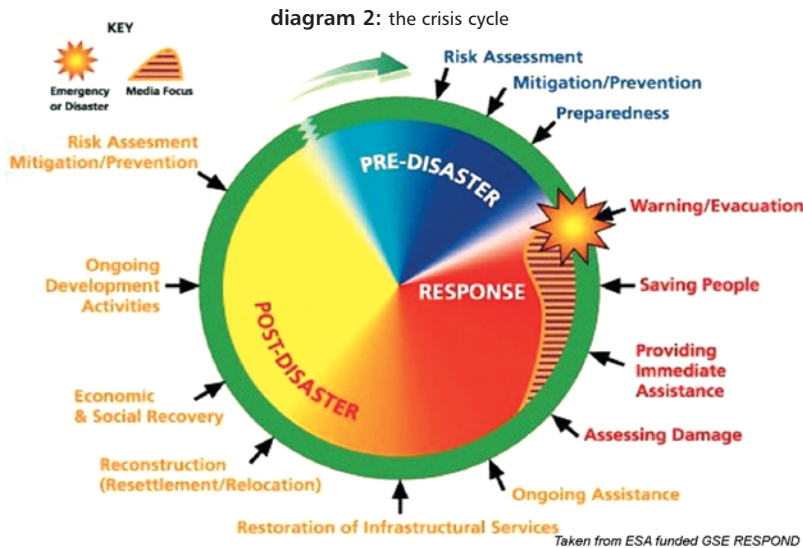 diagram 2: the crisis cycle
KEY
Emergency
or Disaster
Media Focus
Risk Assessment
Mitigation/Prevention
Preparedness
Warning/Evacuation
Saving People
Providing
Immediate
Assistance
Assessing Damage
Ongoing Assistance
Restoration of Infrastructural Services
Reconstruction
(Resettlement/Relocation)
Economic
& Social Recovery
Ongoing
Development
Activities
Risk Assesment
Mitigation/Prevention
PRE-DISASTER
RESPONSE
POST-DISASTER
Taken from ESA funded GSE RESPOND